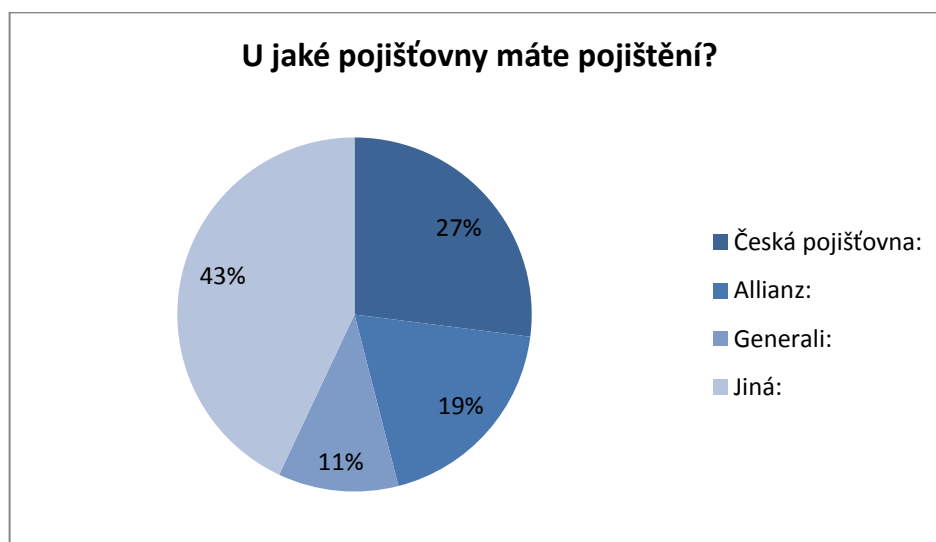 U jaké pojišťovny máte pojištění?
27%
43%
19%
11%
Česká pojišťovna:
Allianz:
Generali:
Jiná: